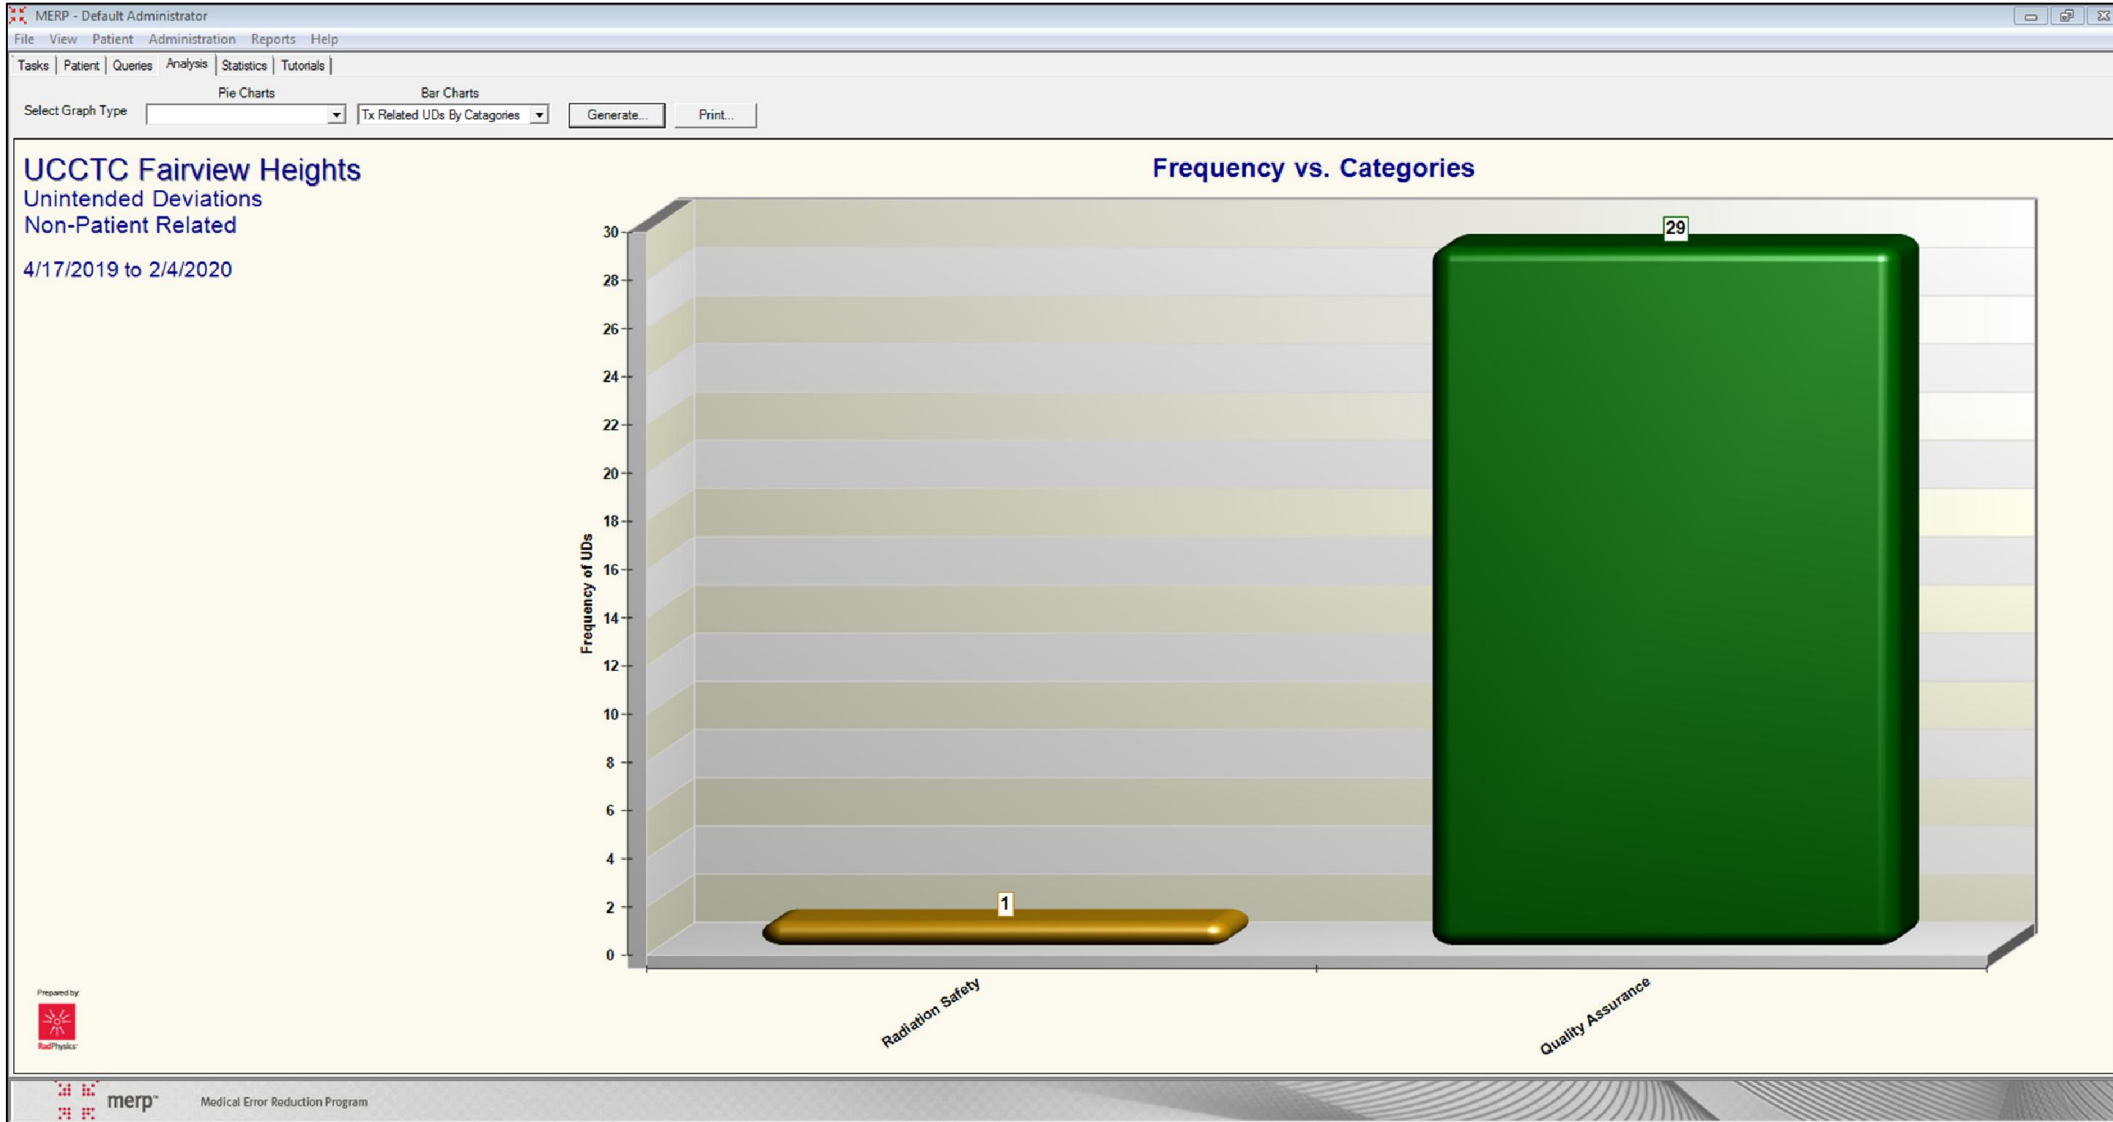 MERP - Default Administrator
File View Patient Administration Reports Help
Tasks Patient Queries Analysis Statistics Tutorials
Pie Charts Bar Charts
Select Graph Type Tx Related UDs By Catagories Generate... Print...
UCCTC Fairview Heights
Unintended Deviations
Non-Patient Related
4/17/2019 to 2/4/2020
Frequency vs. Categories
Frequency of UDs
30
28
26
24
22
20
18
16
14
12
10
8
6
4
2
0
1
29
Radiation Safety
Quality Assurance
Prepared by:
RadPhysics
merp™ Medical Error Reduction Program